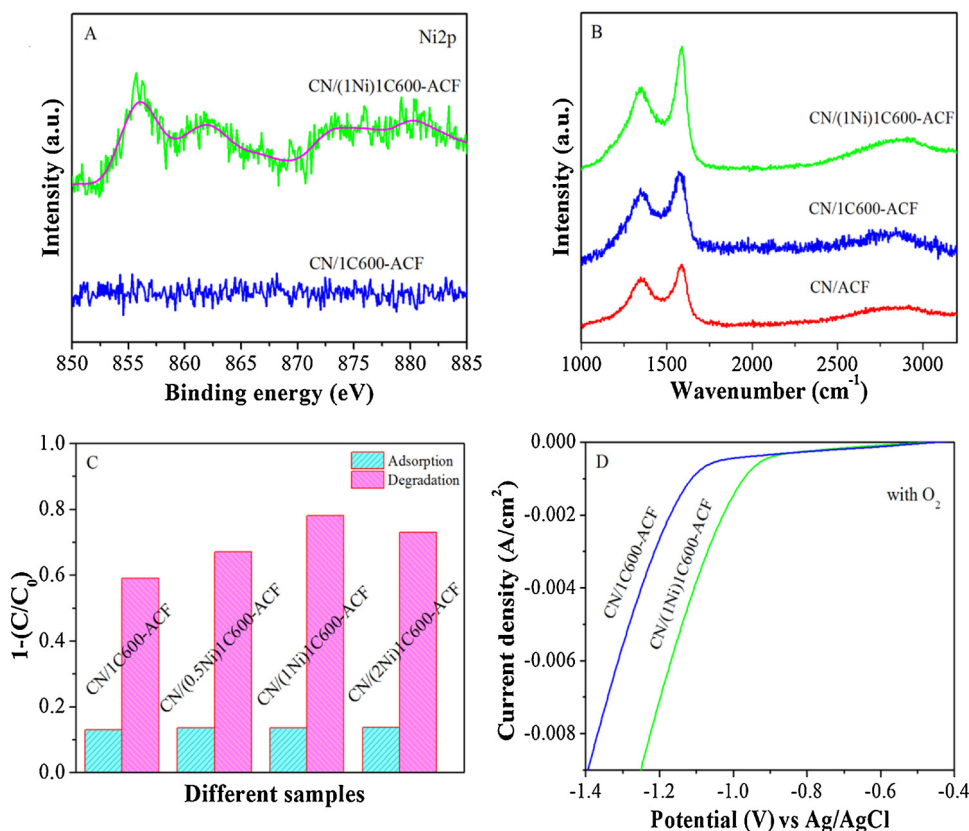 A
Ni2p
CN/(1Ni)1C600-ACF
CN/1C600-ACF
Intensity (a.u.)
850 855 860 865 870 875 880 885
Binding energy (eV)
B
CN/(1Ni)1C600-ACF
CN/1C600-ACF
CN/ACF
Intensity (a.u.)
1000 1500 2000 2500 3000
Wavenumber (cm-1)
C
Adsorption
Degradation
1.0
0.8
0.6
0.4
0.2
0.0
1-(C/C0)
CN/1C600-ACF
CN/(0.5Ni)1C600-ACF
CN/(1Ni)1C600-ACF
CN/(2Ni)1C600-ACF
Different samples
D
with O2
0.000
-0.002
-0.004
-0.006
-0.008
Current density (A/cm2)
CN/1C600-ACF
CN/(1Ni)1C600-ACF
-1.4 -1.2 -1.0 -0.8 -0.6 -0.4
Potential (V) vs Ag/AgCl